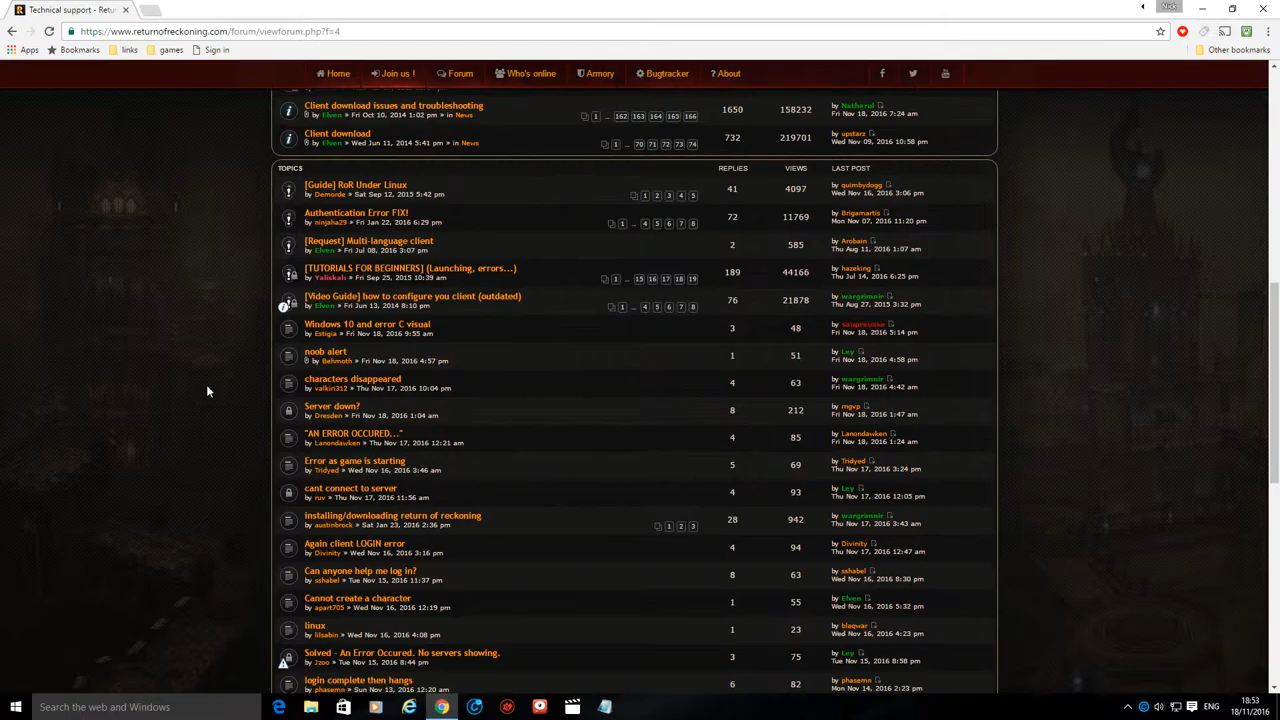 Technical support - Retu
Nick
https://www.returnofreckoning.com/forum/viewforum.php?f=4
Apps Bookmarks links games Sign in Other bookmarks
Home Join us ! Forum Who's online Armory Bugtracker ? About
Client download issues and troubleshooting
by Elven » Fri Oct 10, 2014 1:02 pm » in News
1 ... 162 163 164 165 166
1650 158232
by Natherul
Fri Nov 18, 2016 7:24 am
Client download
by Elven » Wed Jun 11, 2014 5:41 pm » in News
1 ... 70 71 72 73 74
732 219701
by upstarz
Wed Nov 09, 2016 10:58 pm
TOPICS REPLIES VIEWS LAST POST
[Guide] RoR Under Linux
by Demorde » Sat Sep 12, 2015 5:42 pm
1 2 3 4 5
41 4097
by quimbydogg
Wed Nov 16, 2016 3:06 pm
Authentication Error FIX!
by ninjaha29 » Fri Jan 22, 2016 6:29 pm
1 ... 4 5 6 7 8
72 11769
by Brigamartis
Mon Nov 07, 2016 11:20 pm
[Request] Multi-language client
by Elven » Fri Jul 08, 2016 3:07 pm
2 585
by Arobain
Thu Aug 11, 2016 1:07 am
[TUTORIALS FOR BEGINNERS] (Launching, errors...)
by Yaliskah » Fri Sep 25, 2015 10:39 am
1 ... 15 16 17 18 19
189 44166
by hazeking
Thu Jul 14, 2016 6:25 pm
[Video Guide] how to configure you client (outdated)
by Elven » Fri Jun 13, 2014 8:10 pm
1 ... 4 5 6 7 8
76 21878
by wargrimnir
Thu Aug 27, 2015 3:32 pm
Windows 10 and error C visual
by Estigia » Fri Nov 18, 2016 9:55 am
3 48
by
Fri Nov 18, 2016 5:14 pm
noob alert
by Behmoth » Fri Nov 18, 2016 4:57 pm
1 51
by Ley
Fri Nov 18, 2016 4:58 pm
characters disappeared
by valkiri312 » Thu Nov 17, 2016 10:04 pm
4 63
by wargrimnir
Fri Nov 18, 2016 4:42 am
Server down?
by Dresden » Fri Nov 18, 2016 1:04 am
8 212
by rngvp
Fri Nov 18, 2016 1:47 am
"AN ERROR OCCURED..."
by Lanondawken » Thu Nov 17, 2016 12:21 am
4 85
by Lanondawken
Fri Nov 18, 2016 1:24 am
Error as game is starting
by Tridyed » Wed Nov 16, 2016 3:46 am
5 69
by Tridyed
Thu Nov 17, 2016 3:24 pm
cant connect to server
by ruv » Thu Nov 17, 2016 11:56 am
4 93
by Ley
Thu Nov 17, 2016 12:05 pm
installing/downloading return of reckoning
by austinbrock » Sat Jan 23, 2016 2:36 pm
1 2 3
28 942
by wargrimnir
Thu Nov 17, 2016 3:43 am
Again client LOGIN error
by Divinity » Wed Nov 16, 2016 3:16 pm
4 94
by Divinity
Thu Nov 17, 2016 12:47 am
Can anyone help me log in?
by sshabel » Tue Nov 15, 2016 11:37 pm
8 63
by sshabel
Wed Nov 16, 2016 8:30 pm
Cannot create a character
by apart705 » Wed Nov 16, 2016 12:19 pm
1 55
by Elven
Wed Nov 16, 2016 5:32 pm
linux
by lilsabin » Wed Nov 16, 2016 4:08 pm
1 23
by blaqwar
Wed Nov 16, 2016 4:23 pm
Solved - An Error Occured. No servers showing.
by Jzoo » Tue Nov 15, 2016 8:44 pm
3 75
by Ley
Tue Nov 15, 2016 8:58 pm
login complete then hangs
by phasemn » Sun Nov 13, 2016 12:20 am
6 82
by phasemn
Mon Nov 14, 2016 2:23 pm
Search the web and Windows
18:53
18/11/2016